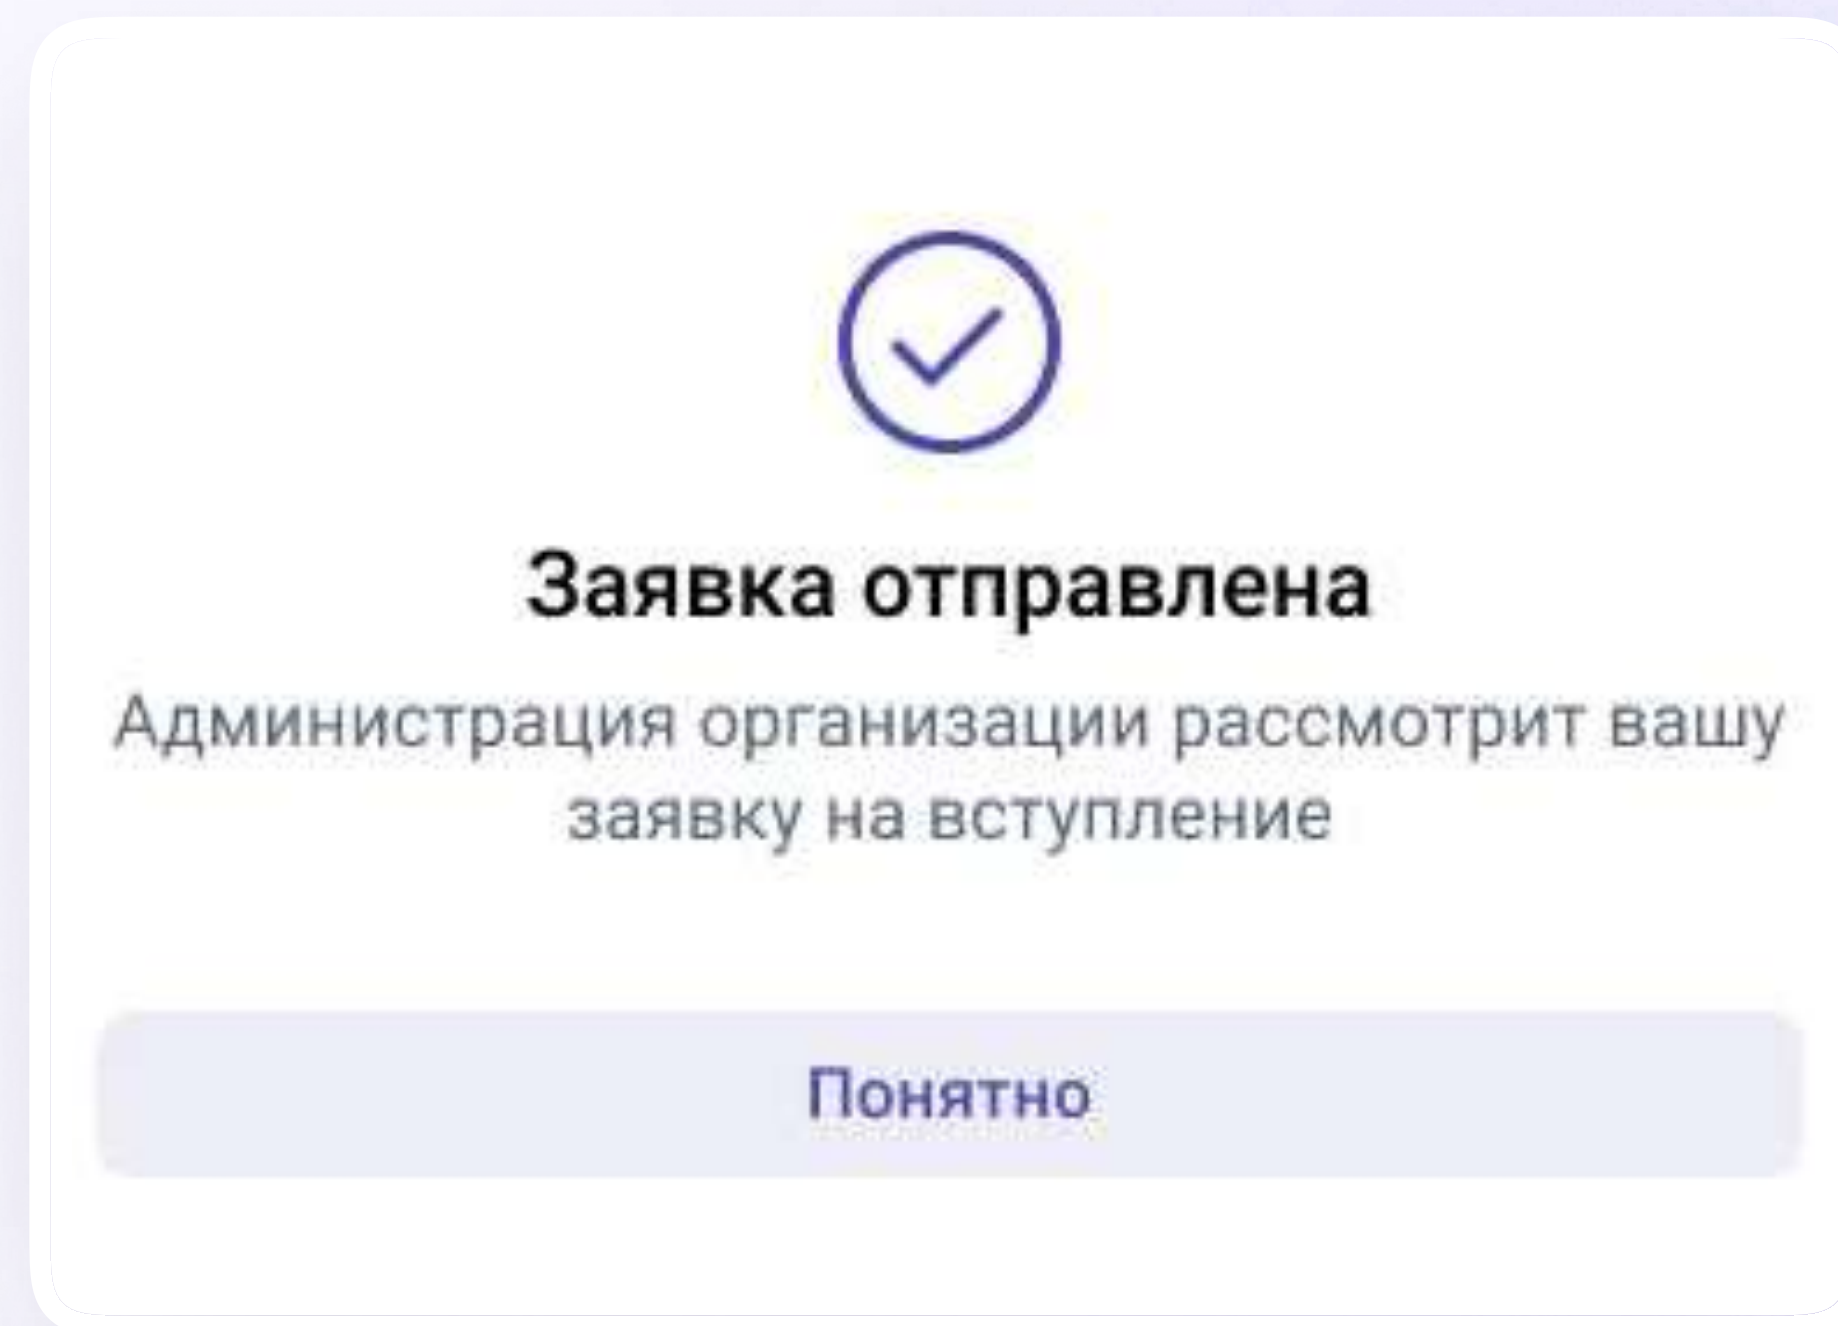 Заявка отправлена
Администрация организации рассмотрит вашу
заявку на вступление
Понятно